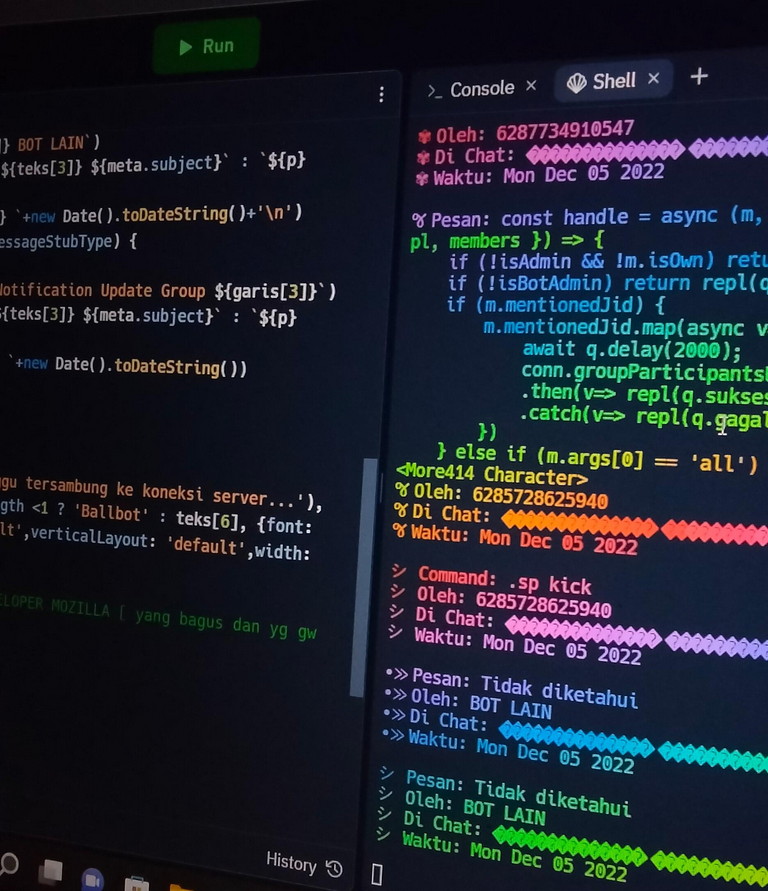 Run
]} BOT LAIN`)
${teks[3]} ${meta.subject}` : `${p}
} `+new Date().toDateString()+'\n')
essageStubType) {
Notification Update Group ${garis[3]}`)
${teks[3]} ${meta.subject}` : `${p}
`+new Date().toDateString())
ggu tersambung ke koneksi server...'),
gth <1 ? 'Ballbot' : teks[6], {font:
lt',verticalLayout: 'default',width:
ELOPER MOZILLA ( yang bagus dan yg gw
History
>_ Console × Shell × +
Oleh: 6287734910547
Di Chat: ���������������� ��������
Waktu: Mon Dec 05 2022
Pesan: const handle = async (m,
pl, members }) => {
if (!isAdmin && !m.isOwn) retu
if (!isBotAdmin) return repl(q
if (m.mentionedJid) {
m.mentionedJid.map(async v
await q.delay(2000);
conn.groupParticipants
.then(v=> repl(q.sukses
.catch(v=> repl(q.gagal
})
} else if (m.args[0] == 'all')
<More414 Character>
Oleh: 6285728625940
Di Chat: ���������������� ��������
Waktu: Mon Dec 05 2022
シ Command: .sp kick
シ Oleh: 6285728625940
シ Di Chat: ���������������� ��������
シ Waktu: Mon Dec 05 2022
•» Pesan: Tidak diketahui
•» Oleh: BOT LAIN
•» Di Chat: ���������������� ��������
•» Waktu: Mon Dec 05 2022
シ Pesan: Tidak diketahui
シ Oleh: BOT LAIN
シ Di Chat: ���������������� ��������
シ Waktu: Mon Dec 05 2022